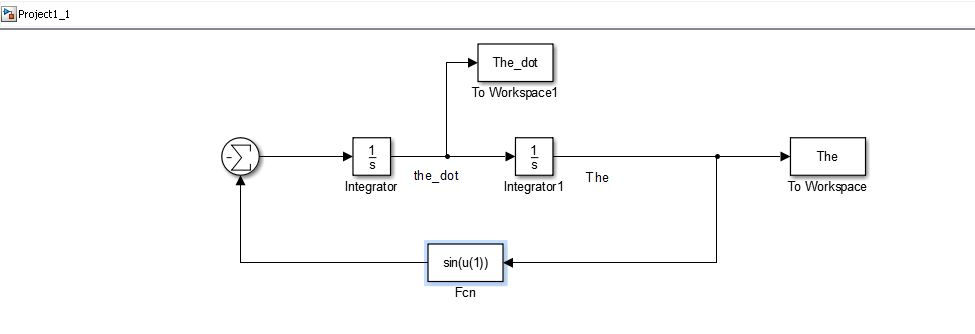 Project1_1
The_dot
To Workspace1
-Σ
1
s
Integrator
the_dot
1
s
Integrator1
The
The
To Workspace
sin(u(1))
Fcn